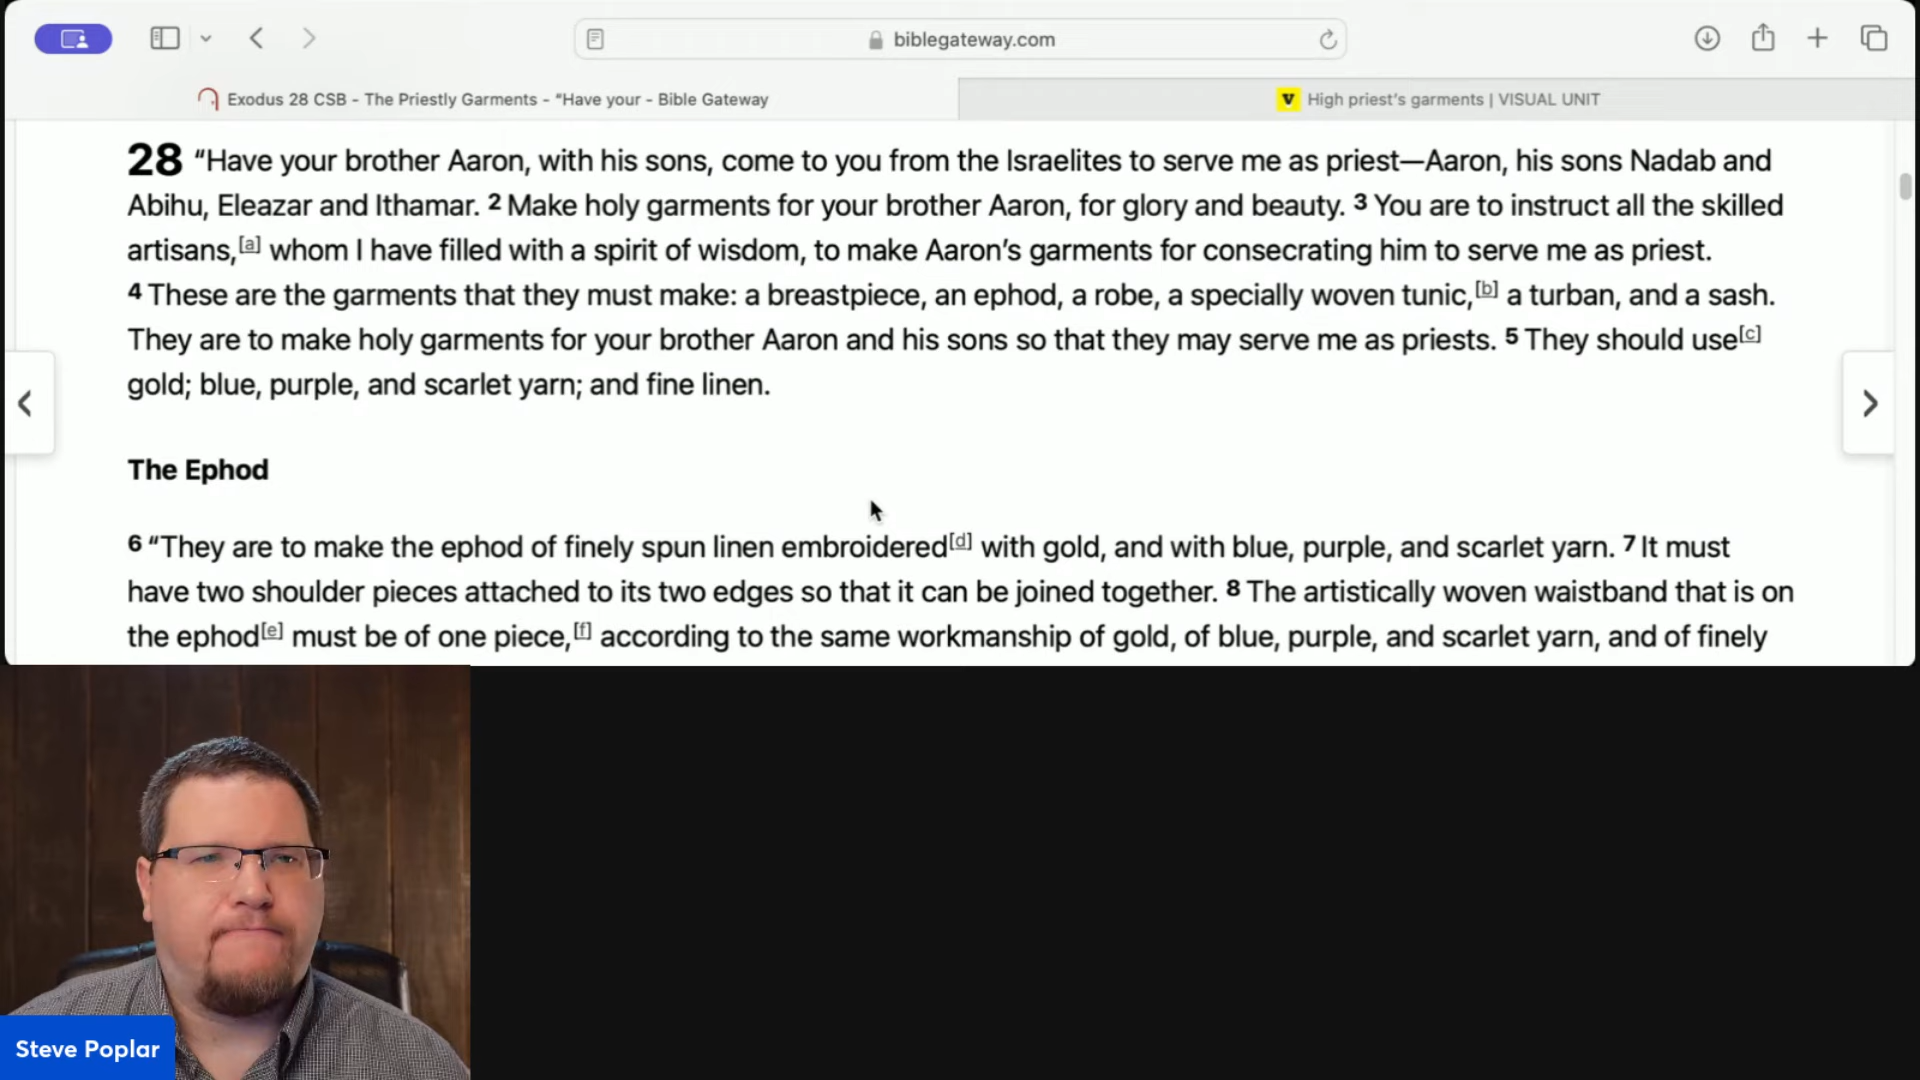 biblegateway.com
Exodus 28 CSB - The Priestly Garments - “Have your - Bible Gateway
V High priest’s garments | VISUAL UNIT
28 “Have your brother Aaron, with his sons, come to you from the Israelites to serve me as priest—Aaron, his sons Nadab and
Abihu, Eleazar and Ithamar. 2 Make holy garments for your brother Aaron, for glory and beauty. 3 You are to instruct all the skilled
artisans,[a] whom I have filled with a spirit of wisdom, to make Aaron’s garments for consecrating him to serve me as priest.
4 These are the garments that they must make: a breastpiece, an ephod, a robe, a specially woven tunic,[b] a turban, and a sash.
They are to make holy garments for your brother Aaron and his sons so that they may serve me as priests. 5 They should use[c]
gold; blue, purple, and scarlet yarn; and fine linen.
The Ephod
6 “They are to make the ephod of finely spun linen embroidered[d] with gold, and with blue, purple, and scarlet yarn. 7 It must
have two shoulder pieces attached to its two edges so that it can be joined together. 8 The artistically woven waistband that is on
the ephod[e] must be of one piece,[f] according to the same workmanship of gold, of blue, purple, and scarlet yarn, and of finely
Steve Poplar